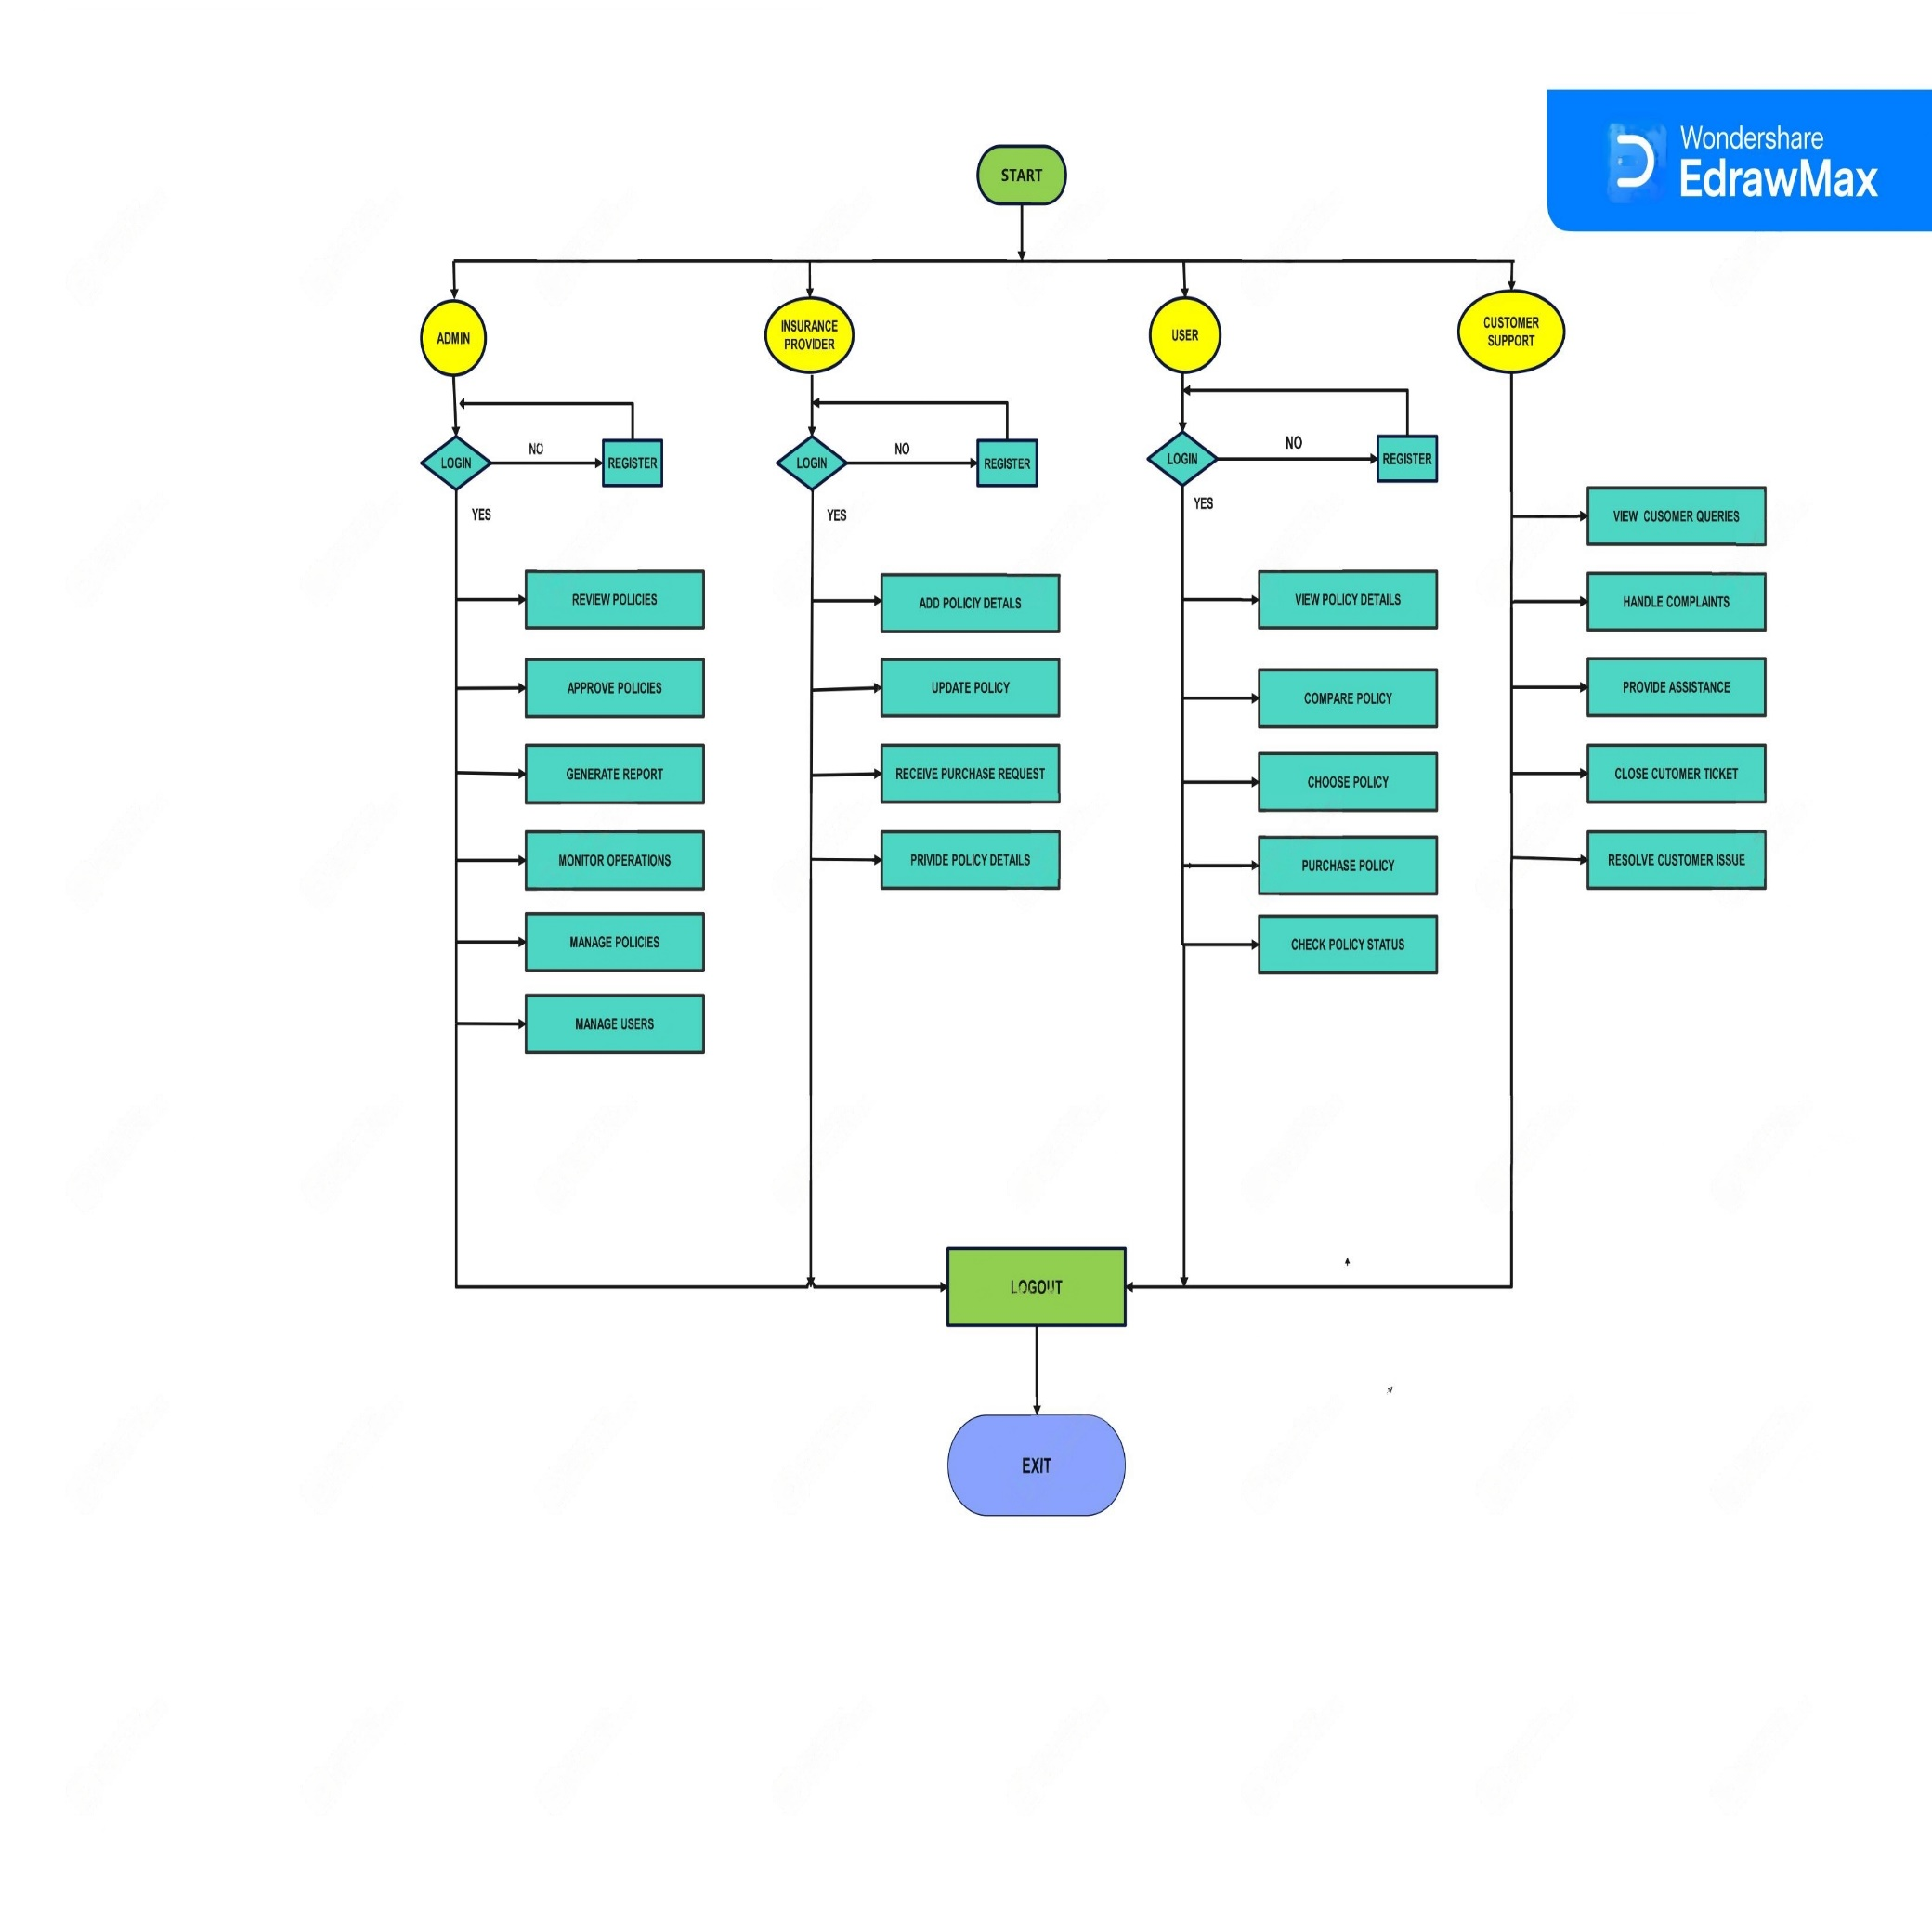 Wondershare
EdrawMax
START
ADMIN
INSURANCE
PROVIDER
USER
CUSTOMER
SUPPORT
LOGIN
NO
REGISTER
YES
LOGIN
NO
REGISTER
YES
LOGIN
NO
REGISTER
YES
REVIEW POLICIES
APPROVE POLICIES
GENERATE REPORT
MONITOR OPERATIONS
MANAGE POLICIES
MANAGE USERS
ADD POLICIY DETALS
UPDATE POLICY
RECEIVE PURCHASE REQUEST
PRIVIDE POLICY DETAILS
VIEW POLICY DETAILS
COMPARE POLICY
CHOOSE POLICY
PURCHASE POLICY
CHECK POLICY STATUS
VIEW CUSOMER QUERIES
HANDLE COMPLAINTS
PROVIDE ASSISTANCE
CLOSE CUTOMER TICKET
RESOLVE CUSTOMER ISSUE
LOGOUT
EXIT